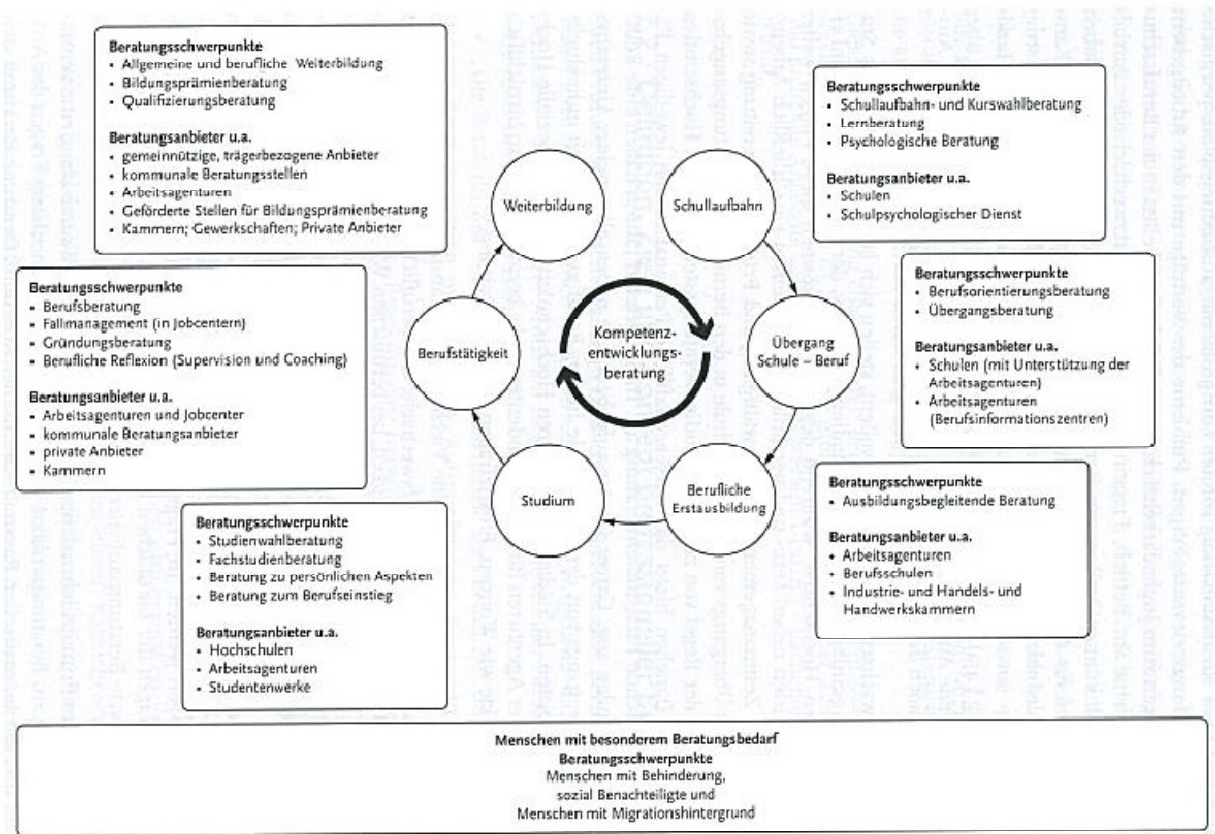 Beratungsschwerpunkte
• Allgemeine und berufliche Weiterbildung
• Bildungsprämienberatung
• Qualifizierungsberatung
Beratungsanbieter u.a.
• gemeinnützige, trägerbezogene Anbieter
• kommunale Beratungsstellen
• Arbeitsagenturen
• Geförderte Stellen für Bildungsprämienberatung
• Kammern; Gewerkschaften; Private Anbieter
Beratungsschwerpunkte
• Schullaufbahn- und Kurswahlberatung
• Lernberatung
• Psychologische Beratung
Beratungsanbieter u.a.
• Schulen
• Schulpsychologischer Dienst
Weiterbildung
Schullaufbahn
Beratungsschwerpunkte
• Berufsberatung
• Fallmanagement (in Jobcentern)
• Gründungsberatung
• Berufliche Reflexion (Supervision und Coaching)
Beratungsanbieter u.a.
• Arbeitsagenturen und Jobcenter
• kommunale Beratungsanbieter
• private Anbieter
• Kammern
Berufstätigkeit
Kompetenz-
entwicklungs-
beratung
Übergang
Schule – Beruf
Beratungsschwerpunkte
• Berufsorientierungsberatung
• Übergangsberatung
Beratungsanbieter u.a.
• Schulen (mit Unterstützung der
Arbeitsagenturen)
• Arbeitsagenturen
(Berufsinformationszentren)
Studium
Berufliche
Erstausbildung
Beratungsschwerpunkte
• Ausbildungsbegleitende Beratung
Beratungsanbieter u.a.
• Arbeitsagenturen
• Berufsschulen
• Industrie- und Handels- und
Handwerkskammern
Beratungsschwerpunkte
• Studienwahlberatung
• Fachstudienberatung
• Beratung zu persönlichen Aspekten
• Beratung zum Berufseinstieg
Beratungsanbieter u.a.
• Hochschulen
• Arbeitsagenturen
• Studentenwerke
Menschen mit besonderem Beratungsbedarf
Beratungsschwerpunkte
Menschen mit Behinderung,
sozial Benachteiligte und
Menschen mit Migrationshintergrund